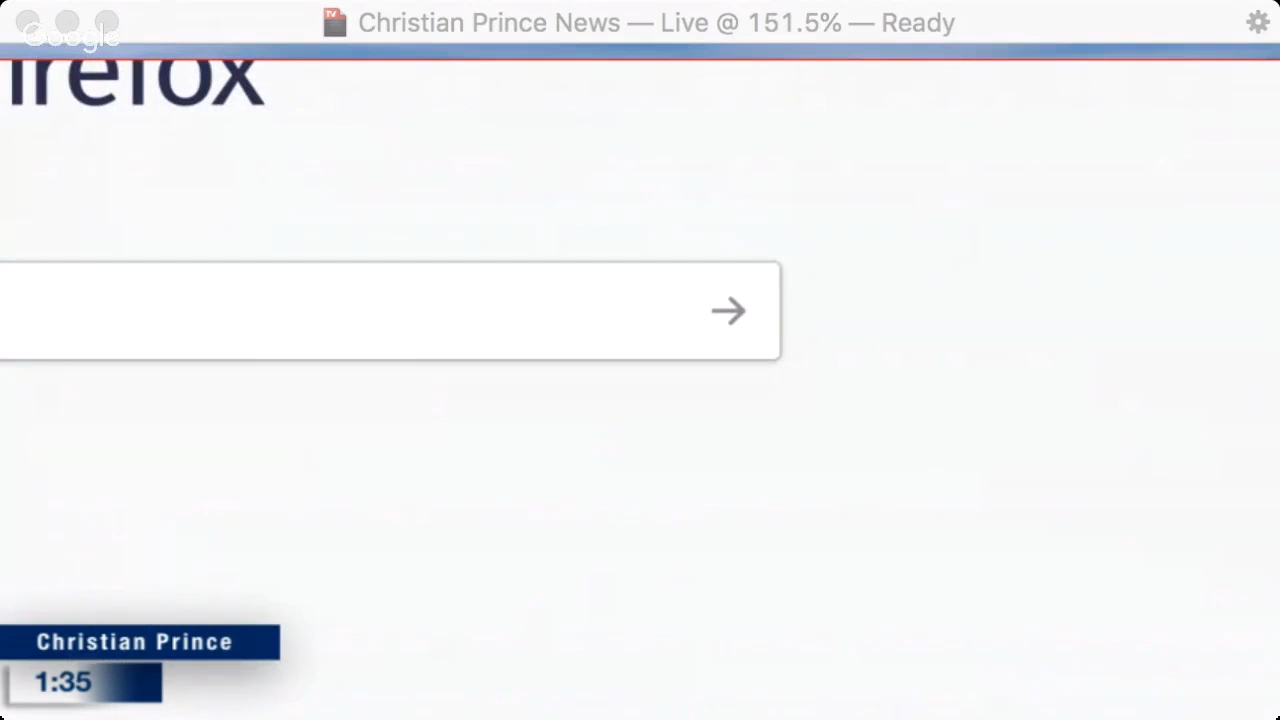 Christian Prince News — Live @ 151.5% — Ready
Google
irefox
Christian Prince
1:35